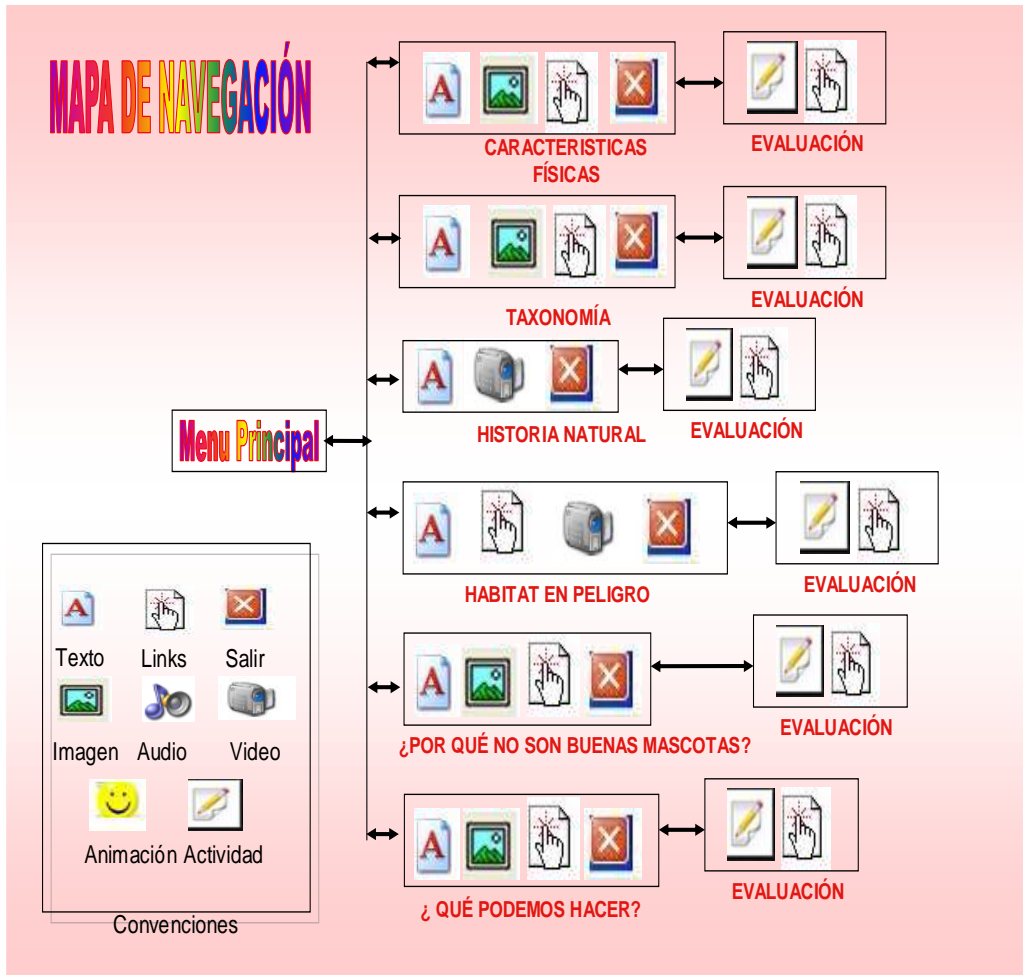 MAPA DE NAVEGACIÓN
CARACTERISTICAS
FÍSICAS
EVALUACIÓN
TAXONOMÍA
EVALUACIÓN
HISTORIA NATURAL
EVALUACIÓN
Menu Principal
HABITAT EN PELIGRO
EVALUACIÓN
¿POR QUÉ NO SON BUENAS MASCOTAS?
EVALUACIÓN
¿ QUÉ PODEMOS HACER?
EVALUACIÓN
Texto Links Salir
Imagen Audio Video
Animación Actividad
Convenciones